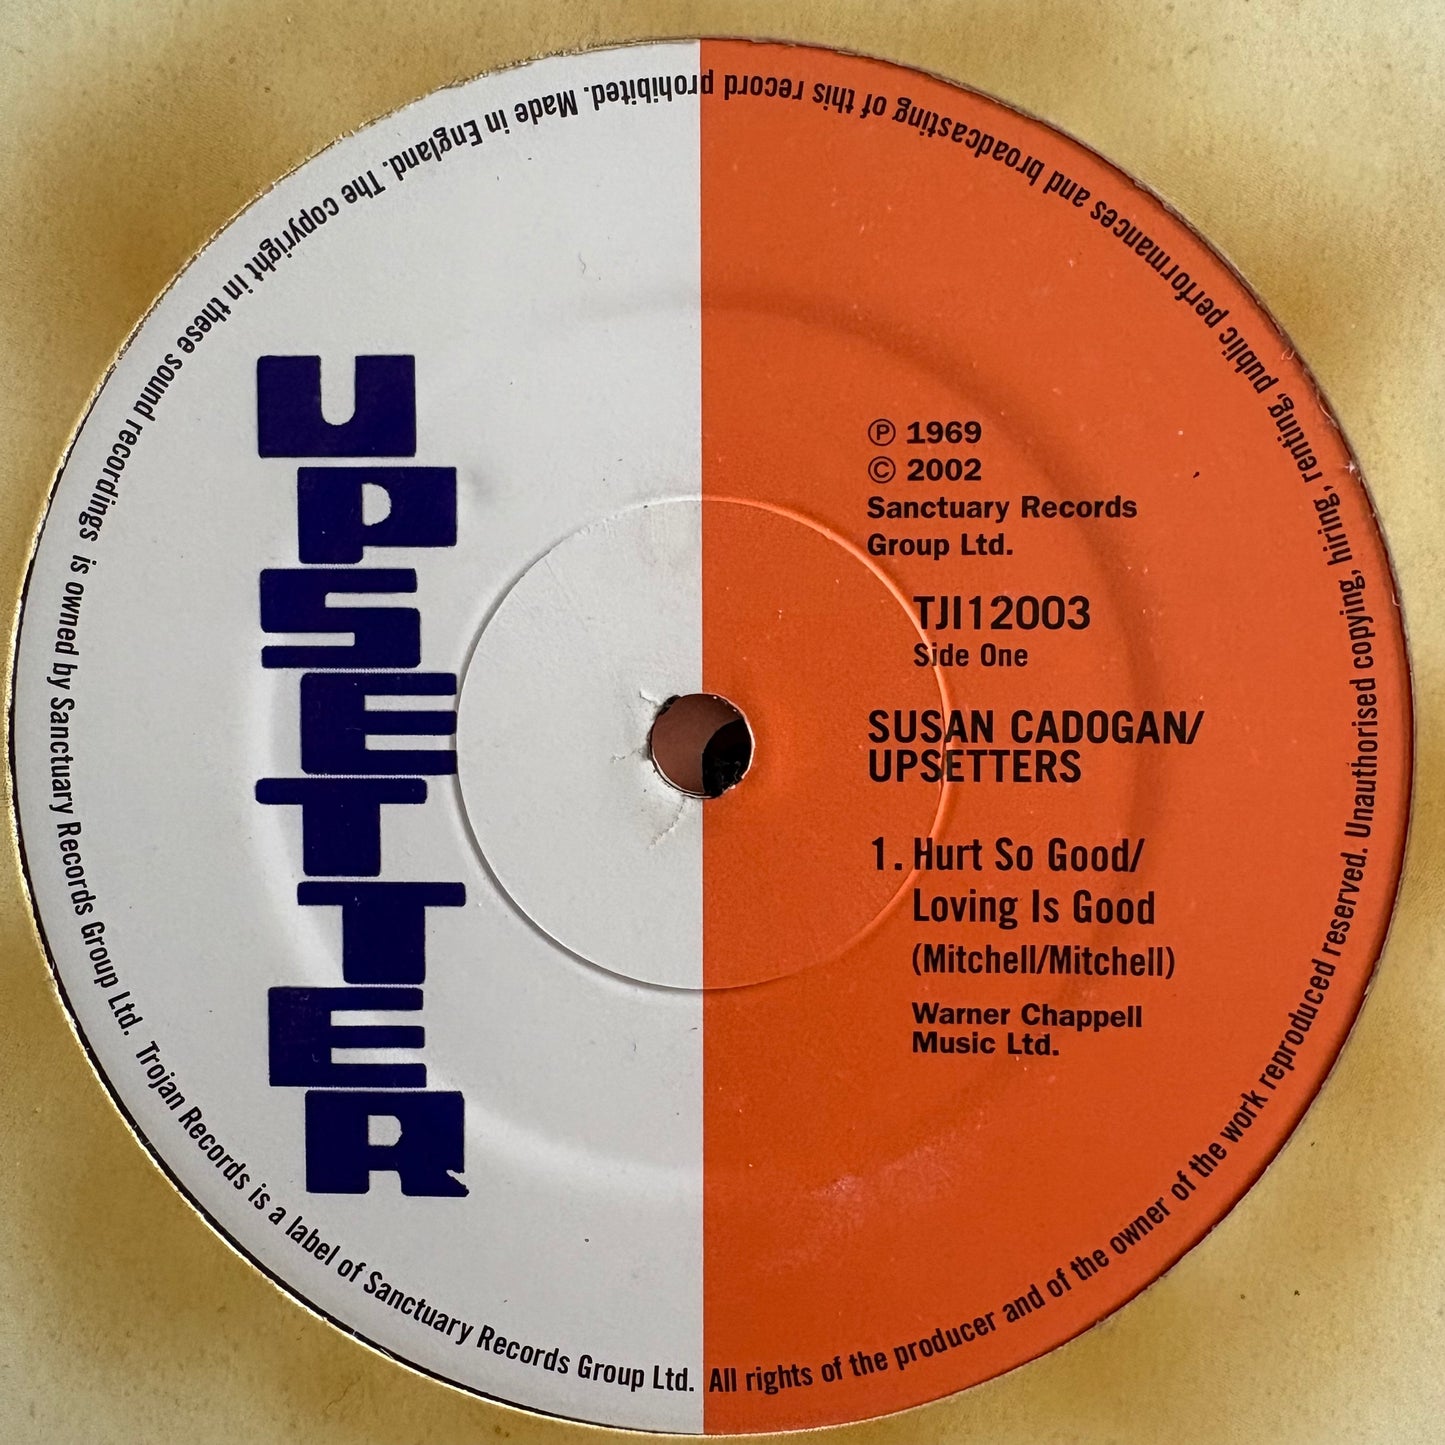 UPSETTER
℗ 1969
© 2002
Sanctuary Records
Group Ltd.
TJI12003
Side One
SUSAN CADOGAN/
UPSETTERS
1. Hurt So Good/
Loving Is Good
(Mitchell/Mitchell)
Warner Chappell
Music Ltd.
The copyright in these sound recordings is owned by Sanctuary Records Group Ltd. Trojan Records is a label of Sanctuary Records Group Ltd. All rights of the producer and of the owner of the work reproduced reserved. Unauthorised copying, hiring, renting, public performances and broadcasting of this record prohibited. Made in England.